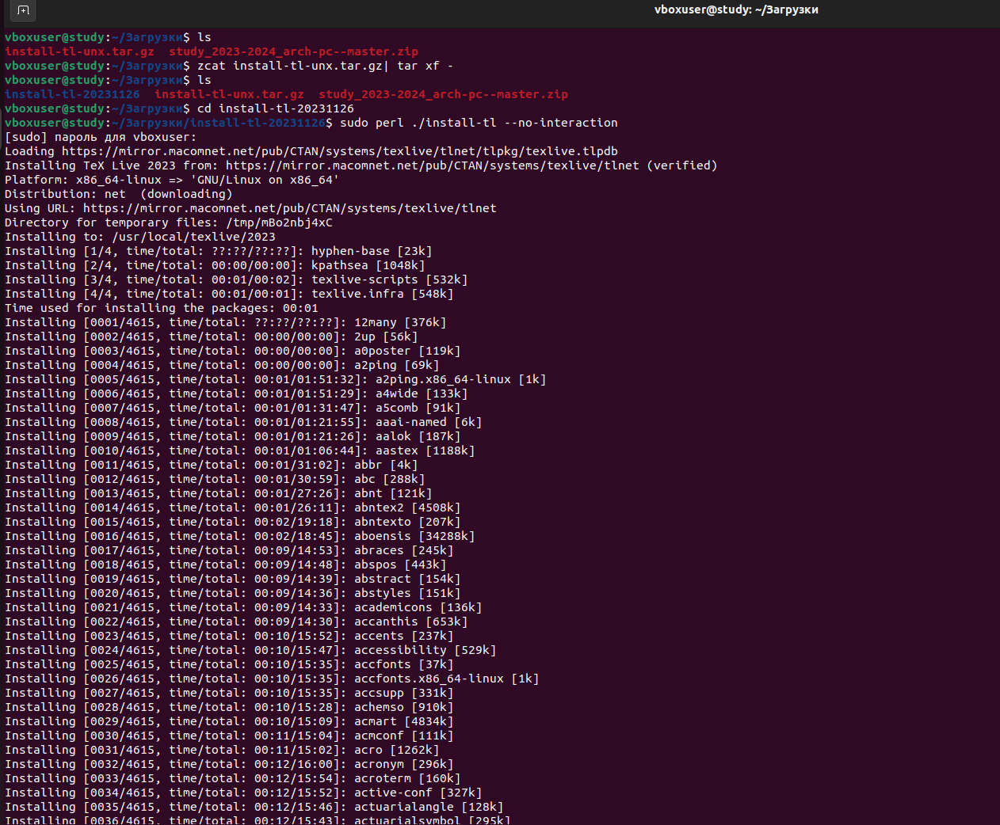 vboxuser@study: ~/Загрузки
vboxuser@study:~/Загрузки$ ls
install-tl-unx.tar.gz  study_2023-2024_arch-pc--master.zip
vboxuser@study:~/Загрузки$ zcat install-tl-unx.tar.gz| tar xf -
vboxuser@study:~/Загрузки$ ls
install-tl-20231126  install-tl-unx.tar.gz  study_2023-2024_arch-pc--master.zip
vboxuser@study:~/Загрузки$ cd install-tl-20231126
vboxuser@study:~/Загрузки/install-tl-20231126$ sudo perl ./install-tl --no-interaction
[sudo] пароль для vboxuser:
Loading https://mirror.macomnet.net/pub/CTAN/systems/texlive/tlnet/tlpkg/texlive.tlpdb
Installing TeX Live 2023 from: https://mirror.macomnet.net/pub/CTAN/systems/texlive/tlnet (verified)
Platform: x86_64-linux => 'GNU/Linux on x86_64'
Distribution: net  (downloading)
Using URL: https://mirror.macomnet.net/pub/CTAN/systems/texlive/tlnet
Directory for temporary files: /tmp/mBo2nbj4xC
Installing to: /usr/local/texlive/2023
Installing [1/4, time/total: ??:??/??:??]: hyphen-base [23k]
Installing [2/4, time/total: 00:00/00:00]: kpathsea [1048k]
Installing [3/4, time/total: 00:01/00:02]: texlive-scripts [532k]
Installing [4/4, time/total: 00:01/00:01]: texlive.infra [548k]
Time used for installing the packages: 00:01
Installing [0001/4615, time/total: ??:??/??:??]: 12many [376k]
Installing [0002/4615, time/total: 00:00/00:00]: 2up [56k]
Installing [0003/4615, time/total: 00:00/00:00]: a0poster [119k]
Installing [0004/4615, time/total: 00:00/00:00]: a2ping [69k]
Installing [0005/4615, time/total: 00:01/01:51:32]: a2ping.x86_64-linux [1k]
Installing [0006/4615, time/total: 00:01/01:51:29]: a4wide [133k]
Installing [0007/4615, time/total: 00:01/01:31:47]: a5comb [91k]
Installing [0008/4615, time/total: 00:01/01:21:55]: aaai-named [6k]
Installing [0009/4615, time/total: 00:01/01:21:26]: aalok [187k]
Installing [0010/4615, time/total: 00:01/01:06:44]: aastex [1188k]
Installing [0011/4615, time/total: 00:01/31:02]: abbr [4k]
Installing [0012/4615, time/total: 00:01/30:59]: abc [288k]
Installing [0013/4615, time/total: 00:01/27:26]: abnt [121k]
Installing [0014/4615, time/total: 00:01/26:11]: abntex2 [4508k]
Installing [0015/4615, time/total: 00:02/19:18]: abntexto [207k]
Installing [0016/4615, time/total: 00:02/18:45]: aboensis [34288k]
Installing [0017/4615, time/total: 00:09/14:53]: abraces [245k]
Installing [0018/4615, time/total: 00:09/14:48]: abspos [443k]
Installing [0019/4615, time/total: 00:09/14:39]: abstract [154k]
Installing [0020/4615, time/total: 00:09/14:36]: abstyles [151k]
Installing [0021/4615, time/total: 00:09/14:33]: academicons [136k]
Installing [0022/4615, time/total: 00:09/14:30]: accanthis [653k]
Installing [0023/4615, time/total: 00:10/15:52]: accents [237k]
Installing [0024/4615, time/total: 00:10/15:47]: accessibility [529k]
Installing [0025/4615, time/total: 00:10/15:35]: accfonts [37k]
Installing [0026/4615, time/total: 00:10/15:35]: accfonts.x86_64-linux [1k]
Installing [0027/4615, time/total: 00:10/15:35]: accsupp [331k]
Installing [0028/4615, time/total: 00:10/15:28]: achemso [910k]
Installing [0029/4615, time/total: 00:10/15:09]: acmart [4834k]
Installing [0030/4615, time/total: 00:11/15:04]: acmconf [111k]
Installing [0031/4615, time/total: 00:11/15:02]: acro [1262k]
Installing [0032/4615, time/total: 00:12/16:00]: acronym [296k]
Installing [0033/4615, time/total: 00:12/15:54]: acroterm [160k]
Installing [0034/4615, time/total: 00:12/15:52]: active-conf [327k]
Installing [0035/4615, time/total: 00:12/15:46]: actuarialangle [128k]
Installing [0036/4615, time/total: 00:12/15:43]: actuarialsymbol [295k]